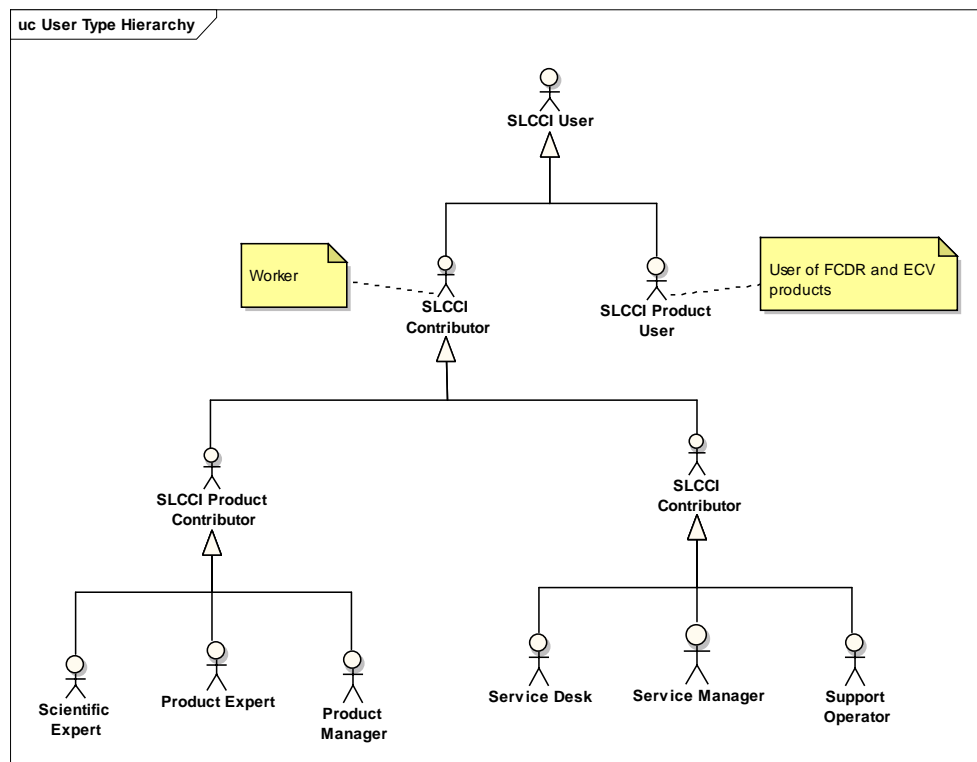 uc User Type Hierarchy
SLCCI User
Worker
SLCCI
Contributor
SLCCI Product
User
User of FCDR and ECV
products
SLCCI Product
Contributor
SLCCI
Contributor
Scientific
Expert
Product Expert
Product
Manager
Service Desk
Service Manager
Support
Operator